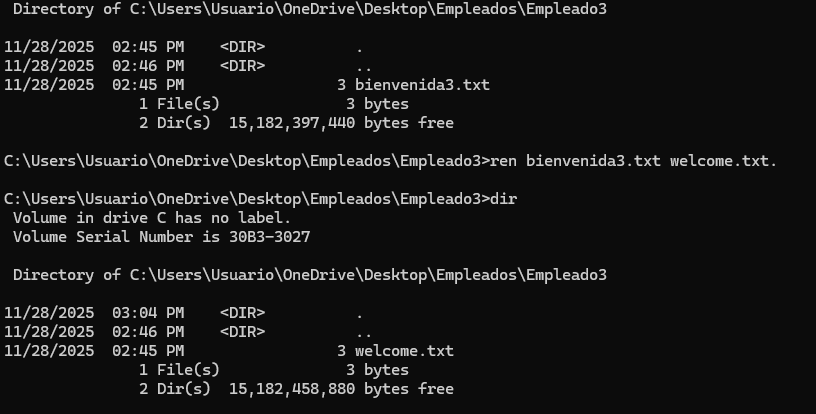 Directory of C:\Users\Usuario\OneDrive\Desktop\Empleados\Empleado3
11/28/2025  02:45 PM    <DIR>          .
11/28/2025  02:46 PM    <DIR>          ..
11/28/2025  02:45 PM                 3 bienvenida3.txt
               1 File(s)              3 bytes
               2 Dir(s)  15,182,397,440 bytes free
C:\Users\Usuario\OneDrive\Desktop\Empleados\Empleado3>ren bienvenida3.txt welcome.txt.
C:\Users\Usuario\OneDrive\Desktop\Empleados\Empleado3>dir
 Volume in drive C has no label.
 Volume Serial Number is 30B3-3027
 Directory of C:\Users\Usuario\OneDrive\Desktop\Empleados\Empleado3
11/28/2025  03:04 PM    <DIR>          .
11/28/2025  02:46 PM    <DIR>          ..
11/28/2025  02:45 PM                 3 welcome.txt
               1 File(s)              3 bytes
               2 Dir(s)  15,182,458,880 bytes free